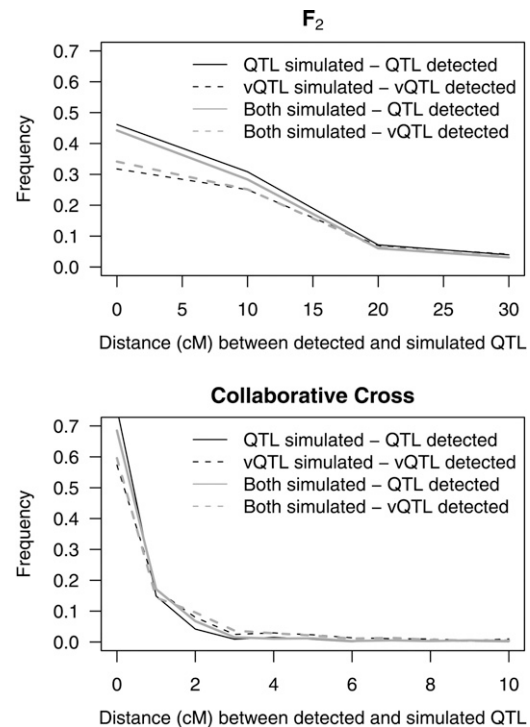 F₂
0.7
0.6
0.5
0.4
0.3
0.2
0.1
0.0
Frequency
QTL simulated – QTL detected
vQTL simulated – vQTL detected
Both simulated – QTL detected
Both simulated – vQTL detected
0 5 10 15 20 25 30
Distance (cM) between detected and simulated QTL
Collaborative Cross
0.7
0.6
0.5
0.4
0.3
0.2
0.1
0.0
Frequency
QTL simulated – QTL detected
vQTL simulated – vQTL detected
Both simulated – QTL detected
Both simulated – vQTL detected
0 2 4 6 8 10
Distance (cM) between detected and simulated QTL